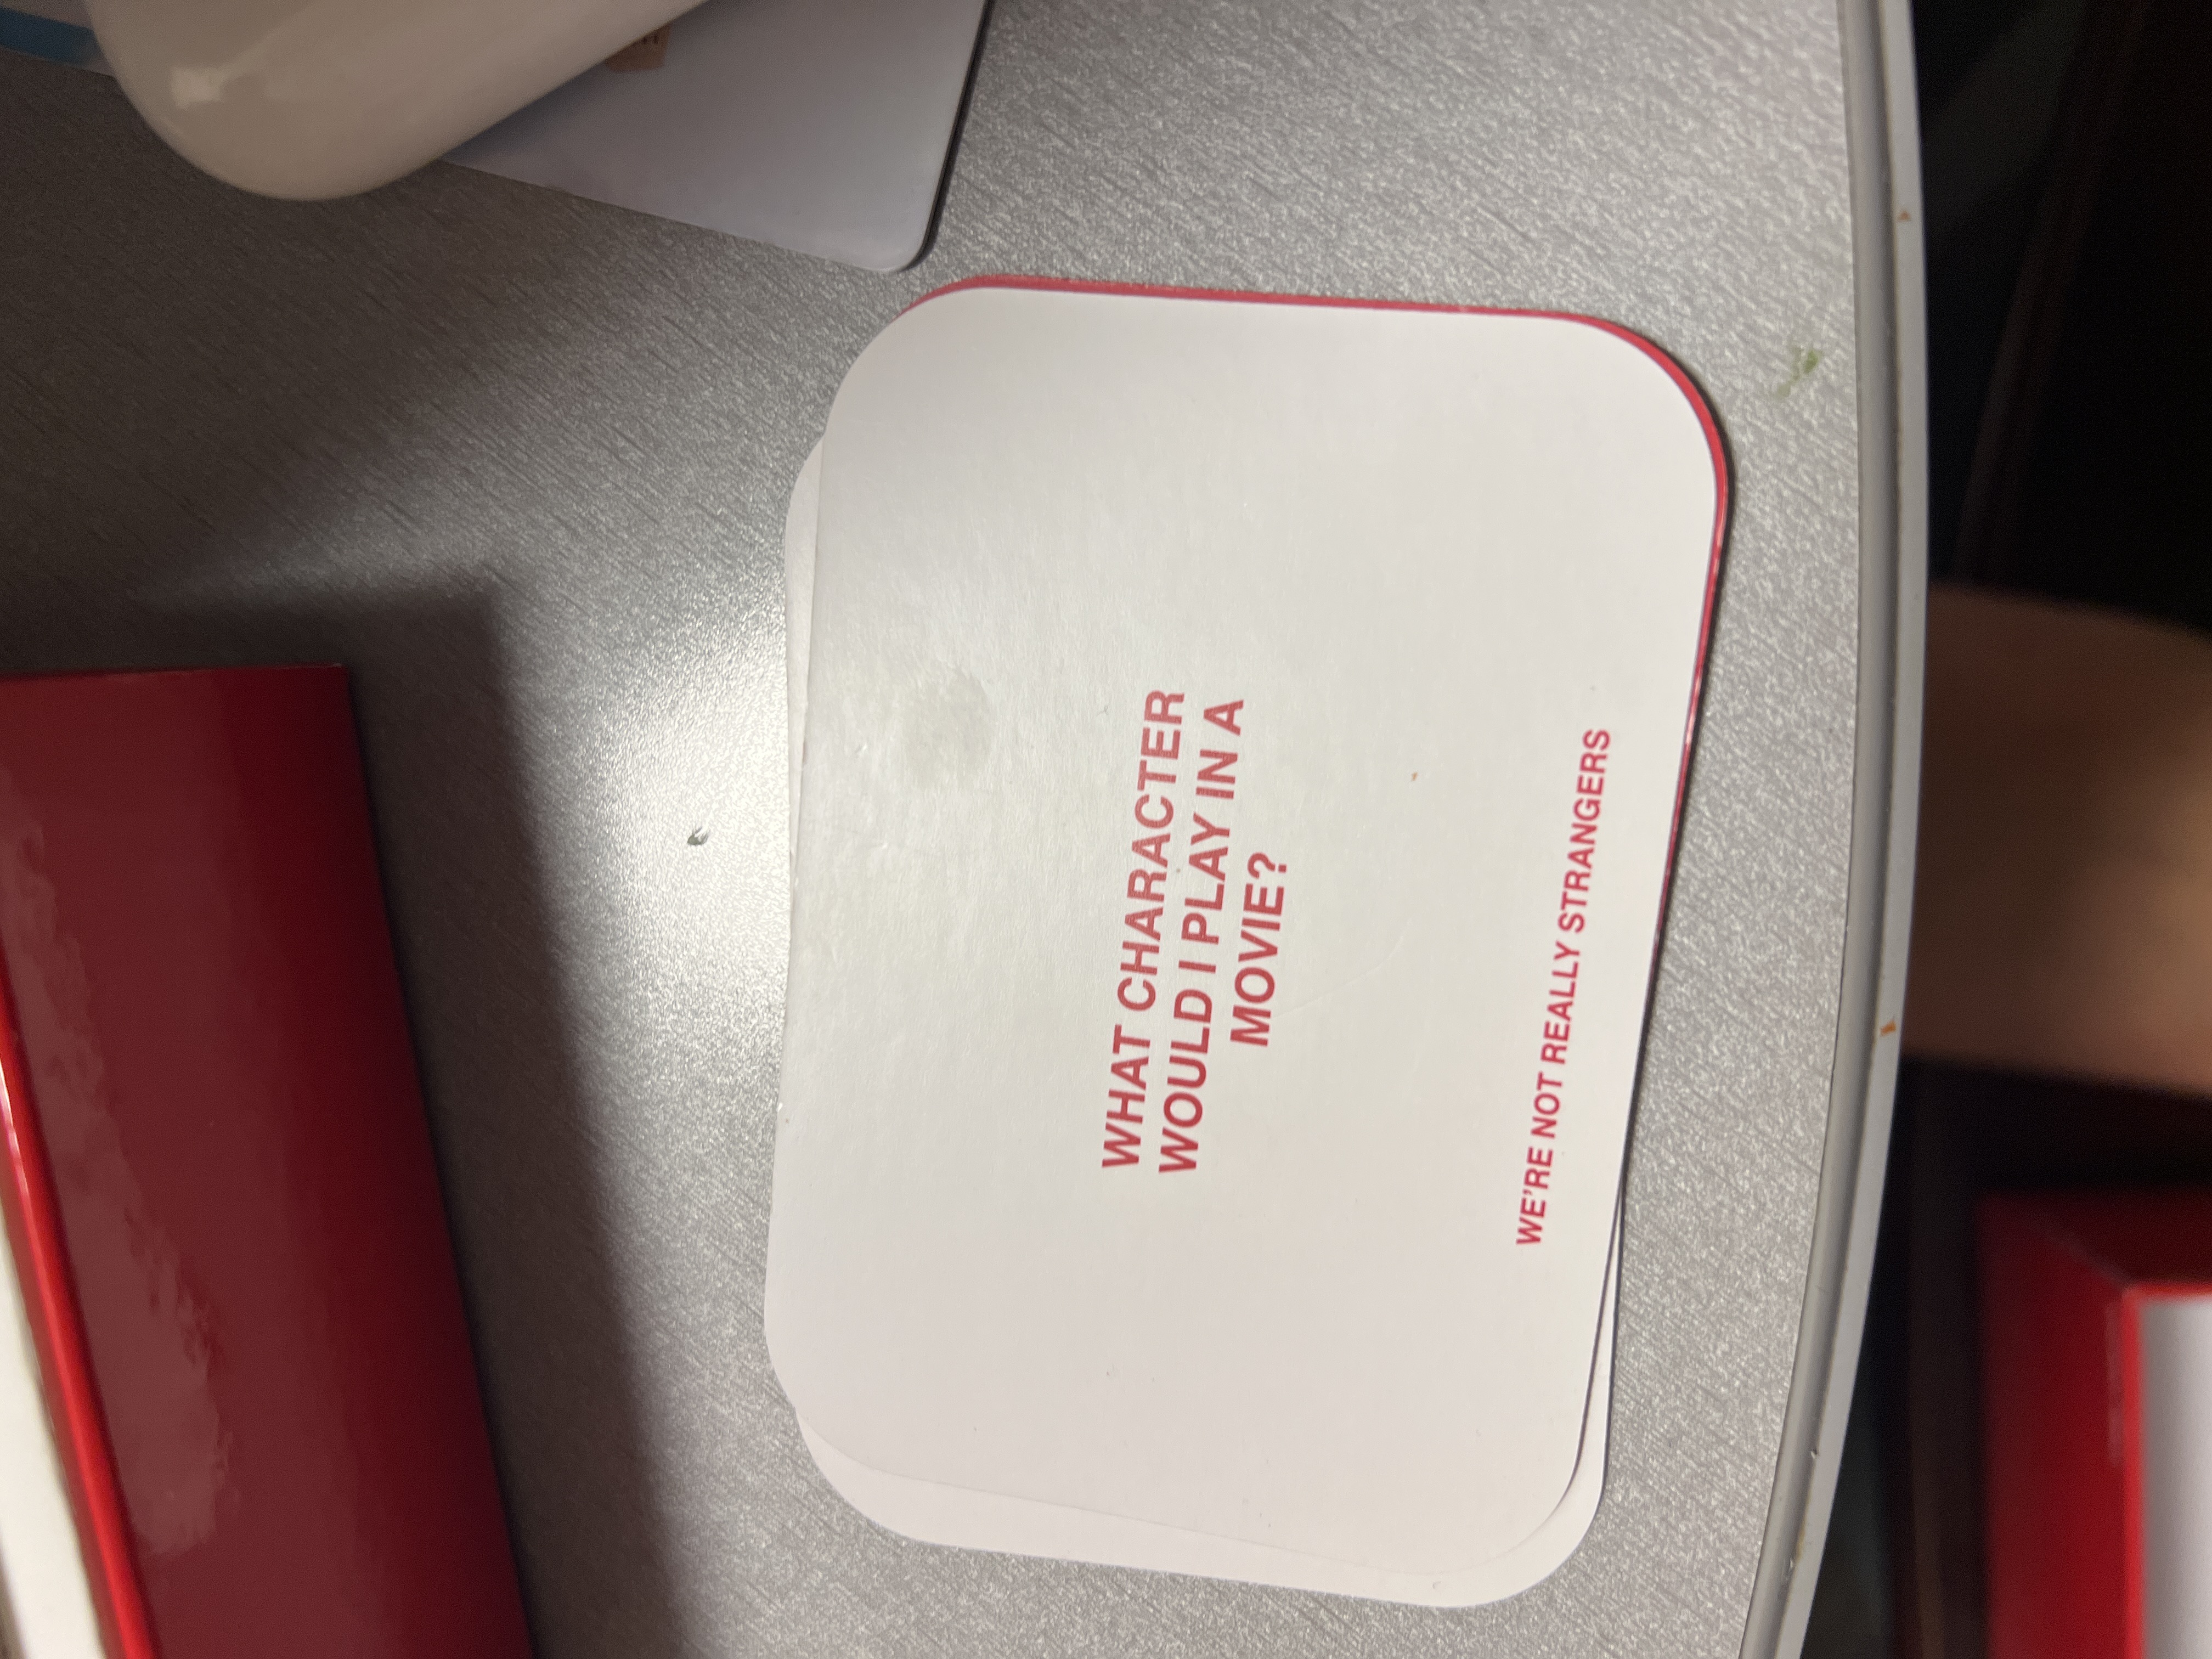 WHAT CHARACTER
WOULD I PLAY IN A
MOVIE?
WE'RE NOT REALLY STRANGERS